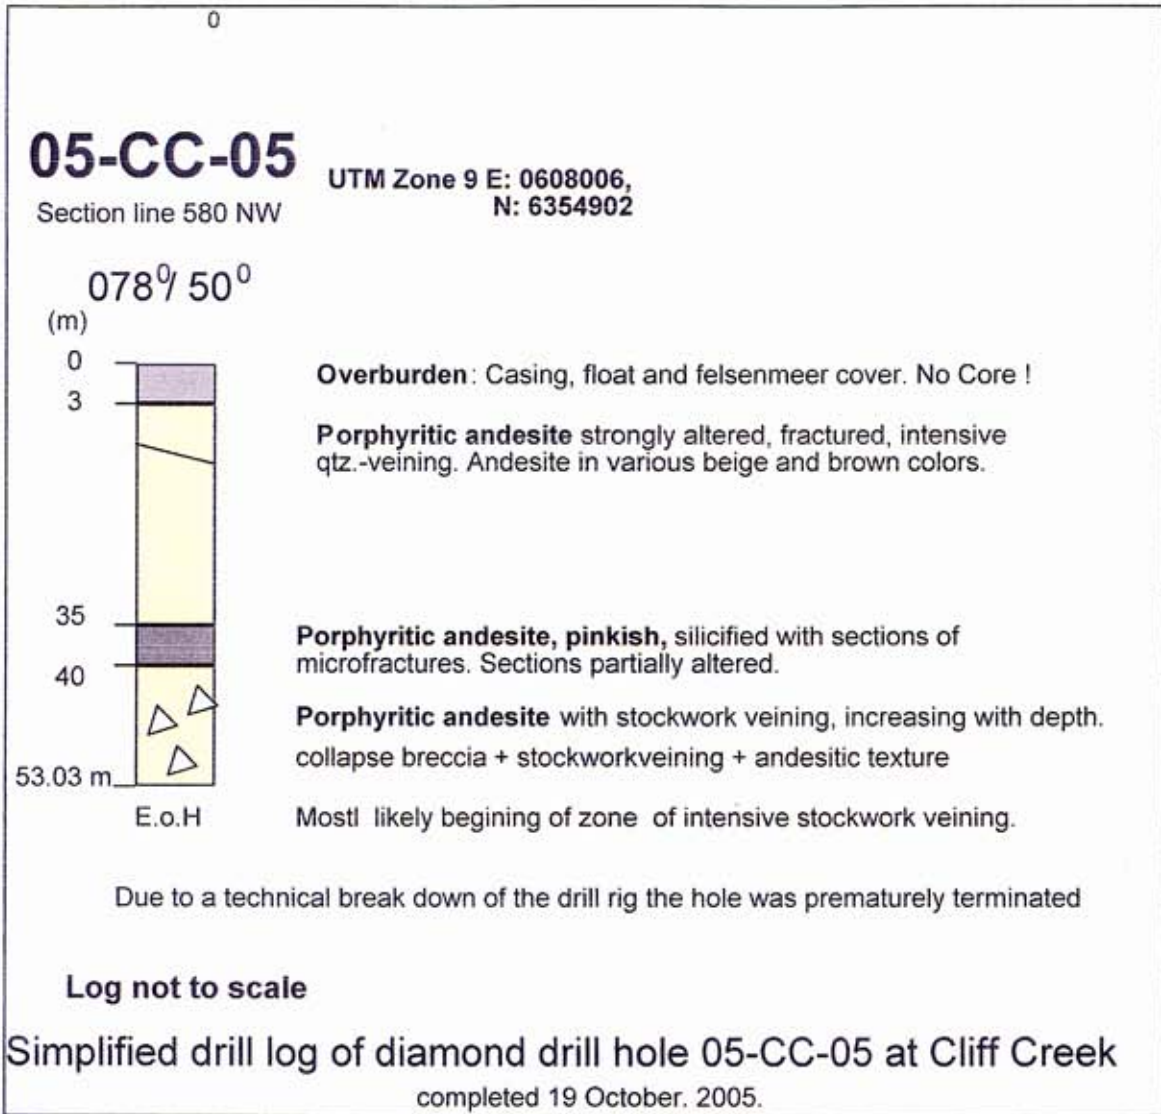 0
05-CC-05
UTM Zone 9 E: 0608006,
N: 6354902
Section line 580 NW
078⁰/ 50⁰
(m)
0
Overburden: Casing, float and felsenmeer cover. No Core !
3
Porphyritic andesite strongly altered, fractured, intensive
qtz.-veining. Andesite in various beige and brown colors.
35
Porphyritic andesite, pinkish, silicified with sections of
microfractures. Sections partially altered.
40
Porphyritic andesite with stockwork veining, increasing with depth.
collapse breccia + stockworkveining + andesitic texture
53.03 m
E.o.H
Mostl likely begining of zone of intensive stockwork veining.
Due to a technical break down of the drill rig the hole was prematurely terminated
Log not to scale
Simplified drill log of diamond drill hole 05-CC-05 at Cliff Creek
completed 19 October. 2005.